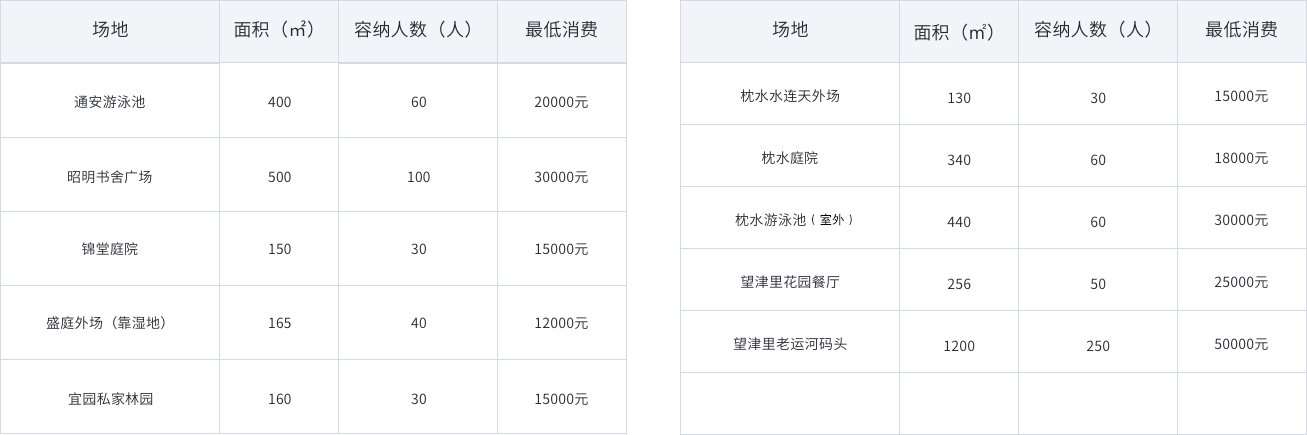 场地 面积（㎡） 容纳人数（人） 最低消费
通安游泳池 400 60 20000元
昭明书舍广场 500 100 30000元
锦堂庭院 150 30 15000元
盛庭外场（靠湿地） 165 40 12000元
宜园私家林园 160 30 15000元
场地 面积（㎡） 容纳人数（人） 最低消费
枕水水连天外场 130 30 15000元
枕水庭院 340 60 18000元
枕水游泳池（室外） 440 60 30000元
望津里花园餐厅 256 50 25000元
望津里老运河码头 1200 250 50000元